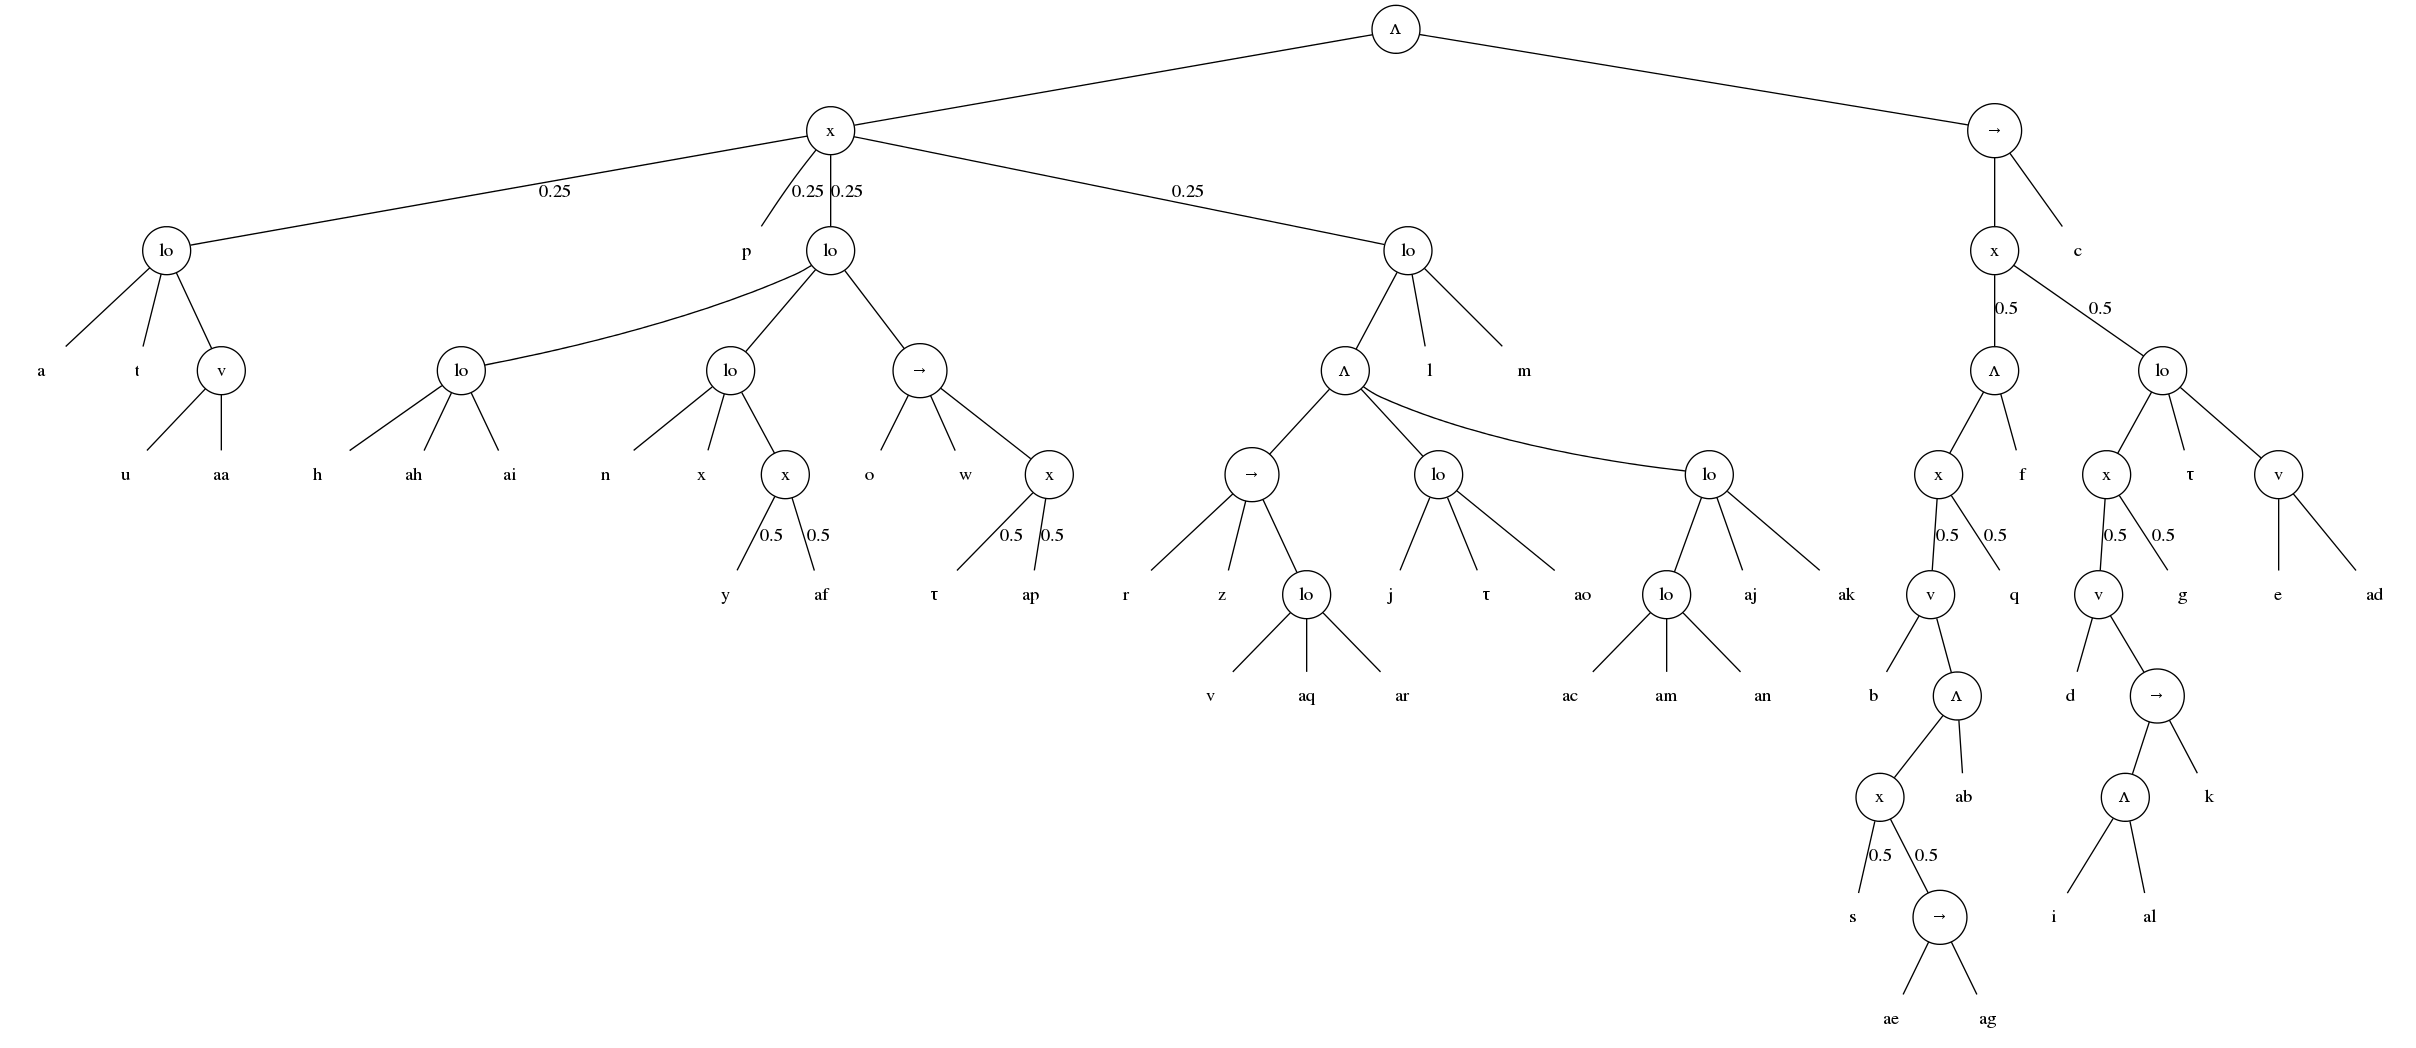 Λ
x →
0.25 0.25 0.25 0.25
lo p lo lo x c
0.5 0.5
a t v lo lo → Λ l m Λ lo
u aa h ah ai n x x o w x → lo lo x f x τ v
0.5 0.5 0.5 0.5 0.5 0.5 0.5 0.5
y af τ ap r z lo j τ ao lo aj ak v q v g e ad
v aq ar ac am an b Λ d →
x ab Λ k
0.5 0.5
s → i al
ae ag